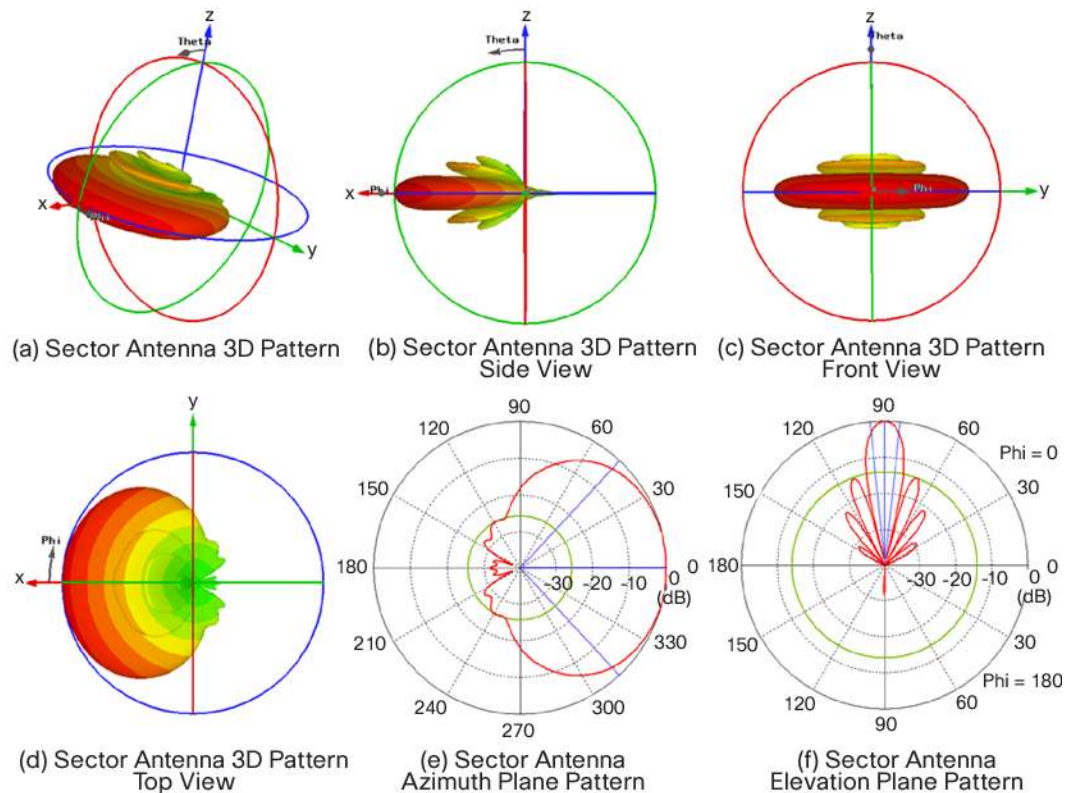 z
Theta
x
Phi
y
(a) Sector Antenna 3D Pattern
z
Theta
x
Phi
(b) Sector Antenna 3D Pattern
Side View
z
Theta
x
Phi
y
(c) Sector Antenna 3D Pattern
Front View
y
Phi
x
(d) Sector Antenna 3D Pattern
Top View
90
120
60
150
30
180
-30
-20
-10
0
0
(dB)
210
330
240
300
270
(e) Sector Antenna
Azimuth Plane Pattern
90
120
60
Phi = 0
150
30
180
-30
-20
-10
0
0
(dB)
150
30
Phi = 180
120
60
90
(f) Sector Antenna
Elevation Plane Pattern